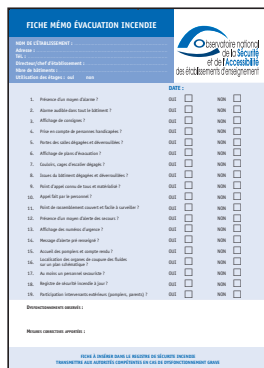 FICHE MÉMO ÉVACUATION INCENDIE
NOM DE L'ÉTABLISSEMENT :
Adresse :
Tél. :
Directeur/chef d'établissement :
Nbre de bâtiments :
Utilisation des étages : oui non
Observatoire national
de la Sécurité
et de l'Accessibilité
des établissements d'enseignement
DATE :
1. Présence d'un moyen d'alarme ? OUI NON
2. Alarme audible dans tout le bâtiment ? OUI NON
3. Affichage de consignes ? OUI NON
4. Prise en compte de personnes handicapées ? OUI NON
5. Portes des salles dégagées et déverrouillées ? OUI NON
6. Affichage de plans d'évacuation ? OUI NON
7. Couloirs, cages d'escalier dégagés ? OUI NON
8. Issues du bâtiment dégagées et déverrouillées ? OUI NON
9. Point d'appel connu de tous et matérialisé ? OUI NON
10. Appel fait par le personnel ? OUI NON
11. Point de rassemblement couvert et facile à surveiller ? OUI NON
12. Présence d'un moyen d'alerte des secours ? OUI NON
13. Affichage des numéros d'urgence ? OUI NON
14. Message d'alerte pré-renseigné ? OUI NON
15. Accueil des pompiers et compte rendu ? OUI NON
16. Localisation des organes de coupure des fluides
sur un plan schématique ? OUI NON
17. Au moins un personnel ressource ? OUI NON
18. Registre de sécurité incendie à jour ? OUI NON
19. Participation intervenants extérieurs (pompiers, parents) ? OUI NON
DYSFONCTIONNEMENTS OBSERVÉS :
MESURES CORRECTIVES APPORTÉES :
FICHE À INSÉRER DANS LE REGISTRE DE SÉCURITÉ INCENDIE
TRANSMETTRE AUX AUTORITÉS COMPÉTENTES EN CAS DE DYSFONCTIONNEMENT GRAVE